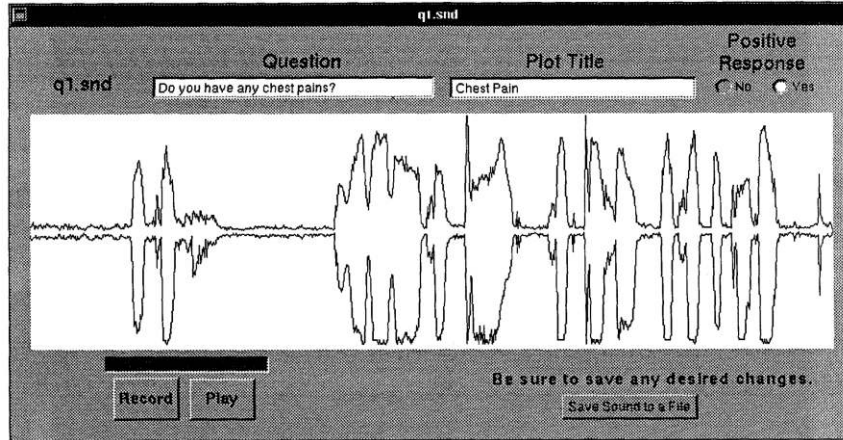 q1.snd
Positive
Response
Question
Plot Title
q1.snd
Do you have any chest pains?
Chest Pain
No
Yes
Be sure to save any desired changes.
Record
Play
Save Sound to a File